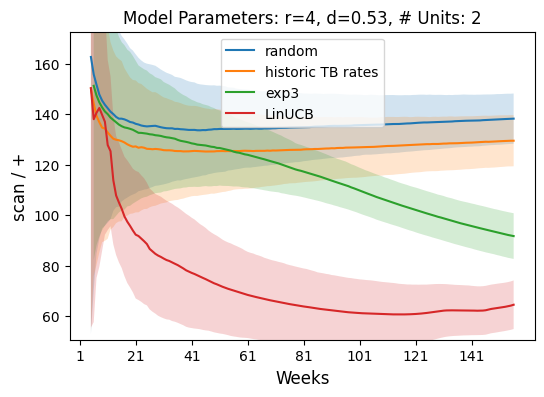 Model Parameters: r=4, d=0.53, # Units: 2
random
historic TB rates
exp3
LinUCB
scan / +
160
140
120
100
80
60
1 21 41 61 81 101 121 141
Weeks